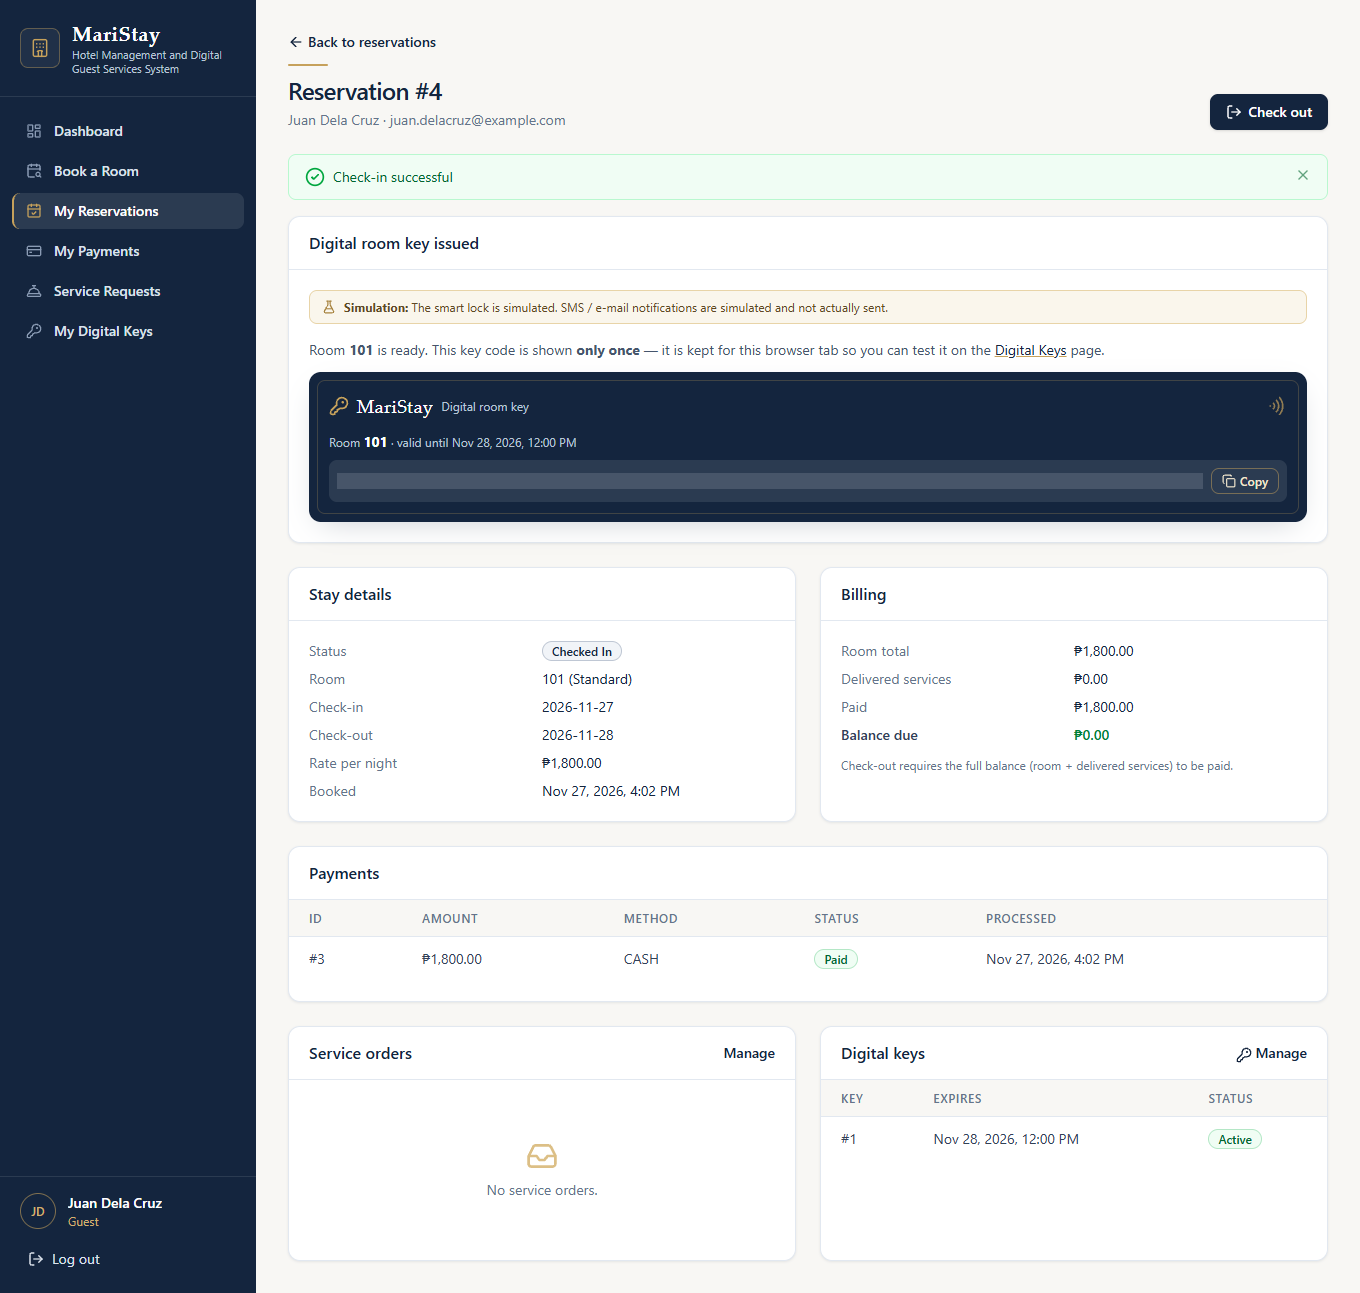 MariStay
Hotel Management and Digital
Guest Services System
Dashboard
Book a Room
My Reservations
My Payments
Service Requests
My Digital Keys
JD
Juan Dela Cruz
Guest
Log out
Back to reservations
Reservation #4
Juan Dela Cruz · juan.delacruz@example.com
Check out
Check-in successful
Digital room key issued
Simulation: The smart lock is simulated. SMS / e-mail notifications are simulated and not actually sent.
Room 101 is ready. This key code is shown only once — it is kept for this browser tab so you can test it on the Digital Keys page.
MariStay Digital room key
Room 101 · valid until Nov 28, 2026, 12:00 PM
Copy
Stay details
Status Checked In
Room 101 (Standard)
Check-in 2026-11-27
Check-out 2026-11-28
Rate per night ₱1,800.00
Booked Nov 27, 2026, 4:02 PM
Billing
Room total ₱1,800.00
Delivered services ₱0.00
Paid ₱1,800.00
Balance due ₱0.00
Check-out requires the full balance (room + delivered services) to be paid.
Payments
ID AMOUNT METHOD STATUS PROCESSED
#3 ₱1,800.00 CASH Paid Nov 27, 2026, 4:02 PM
Service orders Manage
No service orders.
Digital keys Manage
KEY EXPIRES STATUS
#1 Nov 28, 2026, 12:00 PM Active